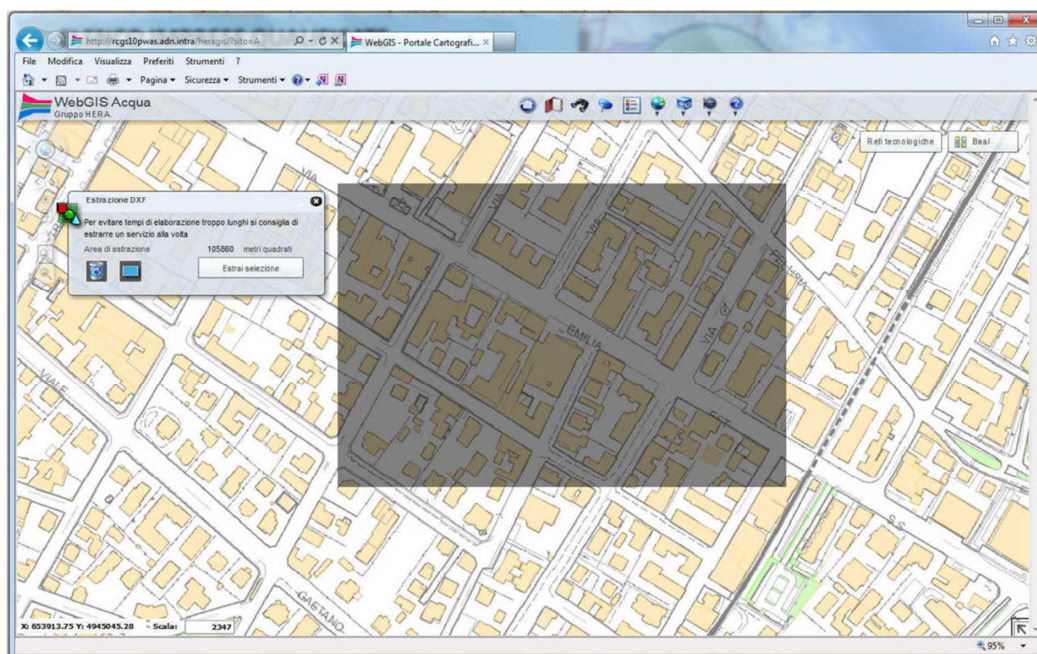 http://rcgs10pwas.adn.intra/heragis/?sito=A
WebGIS - Portale Cartografi...
File Modifica Visualizza Preferiti Strumenti ?
Pagina Sicurezza Strumenti
WebGIS Acqua
Gruppo HERA
Reti tecnologiche
Basi
Estrazione DXF
Per evitare tempi di elaborazione troppo lunghi si consiglia di
estrarre un servizio alla volta
Area di estrazione 105860 metri quadrati
Estrai selezione
VIA
VIA
VIA
EMILIA
VIA
VIALE
S.S.
GAETANO
X: 653913.75 Y: 4945045.28 - Scala: 2347
95%